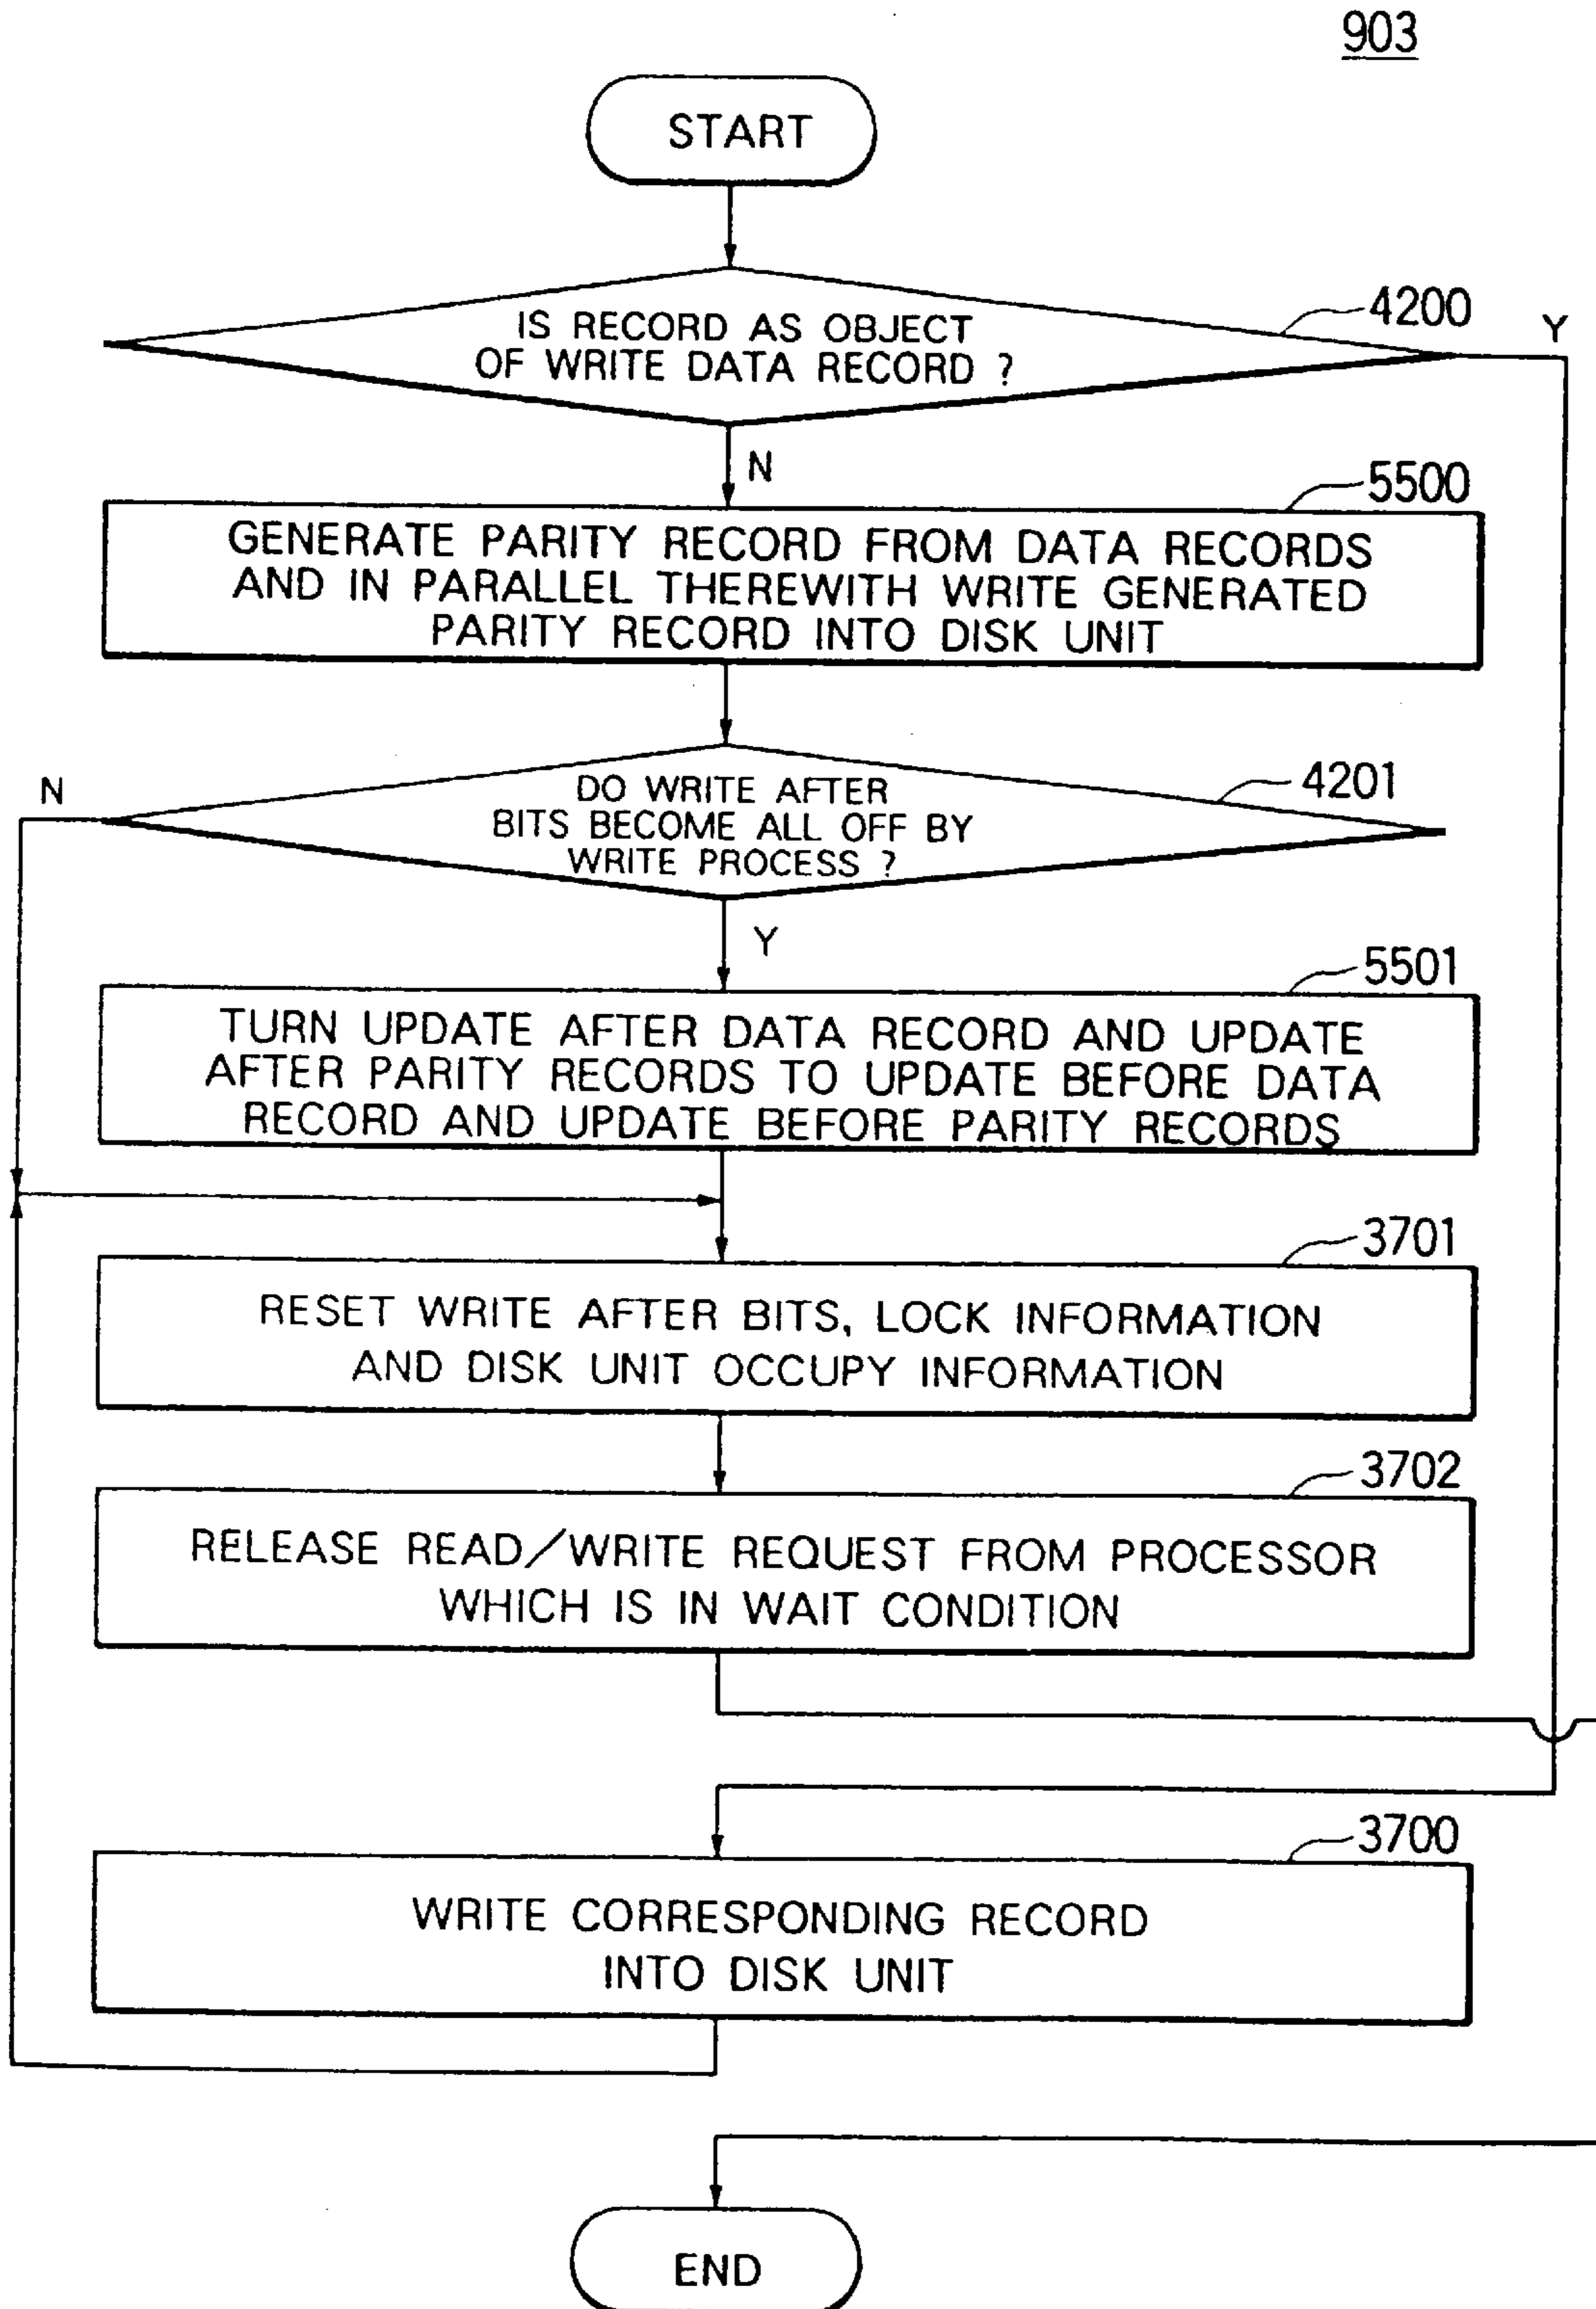 903
START
4200
Y
IS RECORD AS OBJECT
OF WRITE DATA RECORD ?
N
5500
GENERATE PARITY RECORD FROM DATA RECORDS
AND IN PARALLEL THEREWITH WRITE GENERATED
PARITY RECORD INTO DISK UNIT
N
4201
DO WRITE AFTER
BITS BECOME ALL OFF BY
WRITE PROCESS ?
Y
5501
TURN UPDATE AFTER DATA RECORD AND UPDATE
AFTER PARITY RECORDS TO UPDATE BEFORE DATA
RECORD AND UPDATE BEFORE PARITY RECORDS
3701
RESET WRITE AFTER BITS, LOCK INFORMATION
AND DISK UNIT OCCUPY INFORMATION
3702
RELEASE READ/WRITE REQUEST FROM PROCESSOR
WHICH IS IN WAIT CONDITION
3700
WRITE CORRESPONDING RECORD
INTO DISK UNIT
END